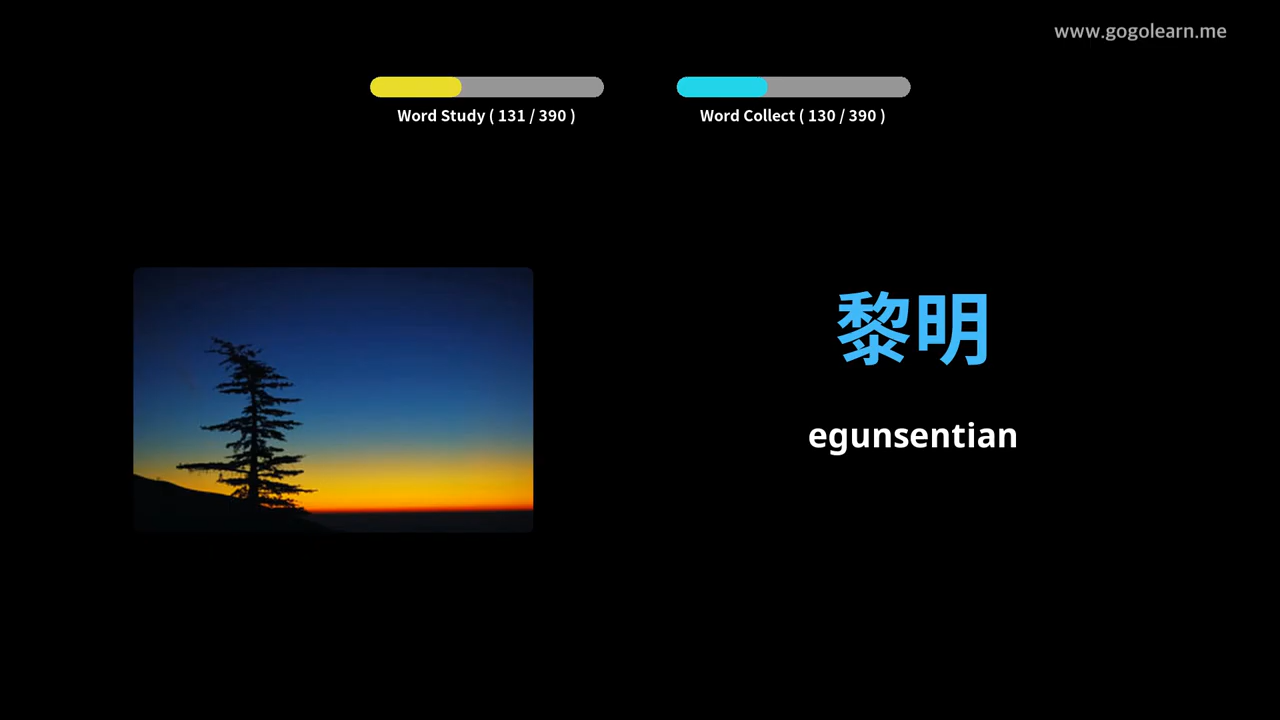 www.gogolearn.me
Word Study ( 131 / 390 )
Word Collect ( 130 / 390 )
黎明
egunsentian